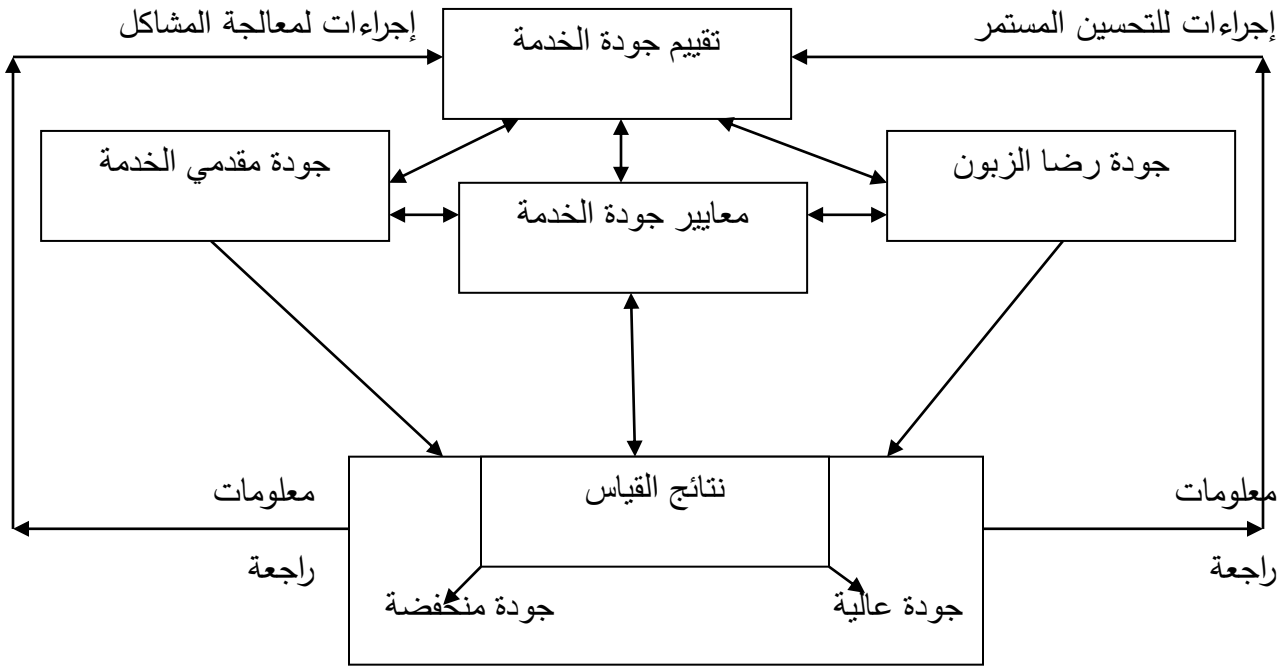 إجراءات للتحسين المستمر
تقييم جودة الخدمة
إجراءات لمعالجة المشاكل
جودة رضا الزبون
جودة مقدمي الخدمة
معايير جودة الخدمة
نتائج القياس
معلومات
راجعة
معلومات
راجعة
جودة عالية
جودة منخفضة